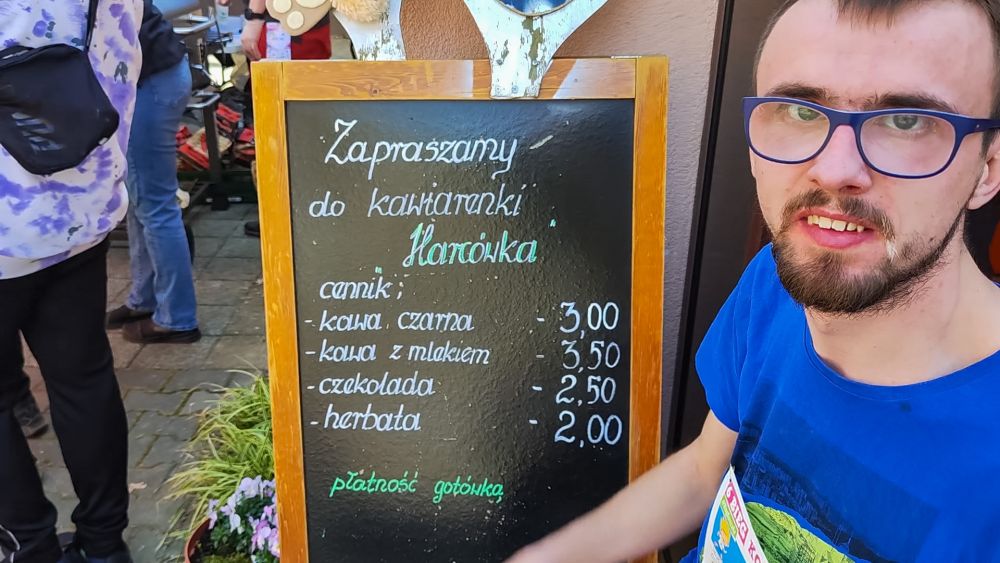 Zapraszamy
do kawiarenki
"Harcówka"
cennik;
- kawa czarna - 3,00
- kawa z mlekiem - 3,50
- czekolada - 2,50
- herbata - 2,00
płatność gotówką